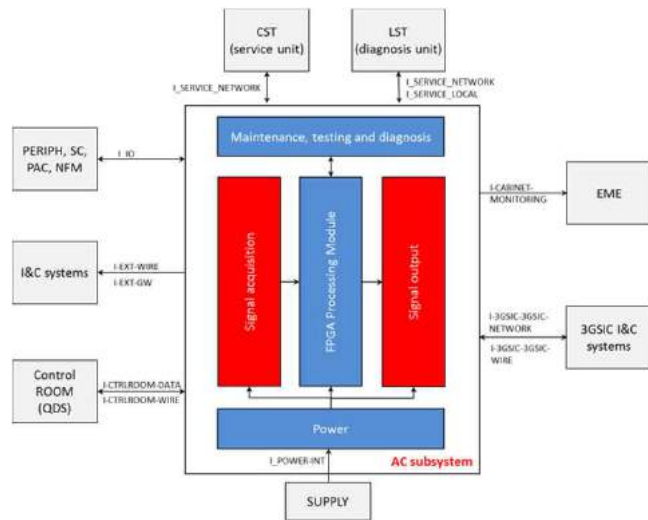 CST
(service unit)
LST
(diagnosis unit)
I_SERVICE_NETWORK
I_SERVICE_NETWORK
I_SERVICE_LOCAL
Maintenance, testing and diagnosis
PERIPH, SC,
PAC, NFM
I_IO
I-CABINET-
MONITORING
EME
Signal acquisition
FPGA Processing Module
Signal output
I&C systems
I-EXT-WIRE
I-EXT-GW
I-3GSIC-3GSIC-
NETWORK
I-3GSIC-3GSIC-
WIRE
3GSIC I&C
systems
Control
ROOM
(QDS)
I-CTRLROOM-DATA
I-CTRLROOM-WIRE
Power
I_POWER-INT
AC subsystem
SUPPLY